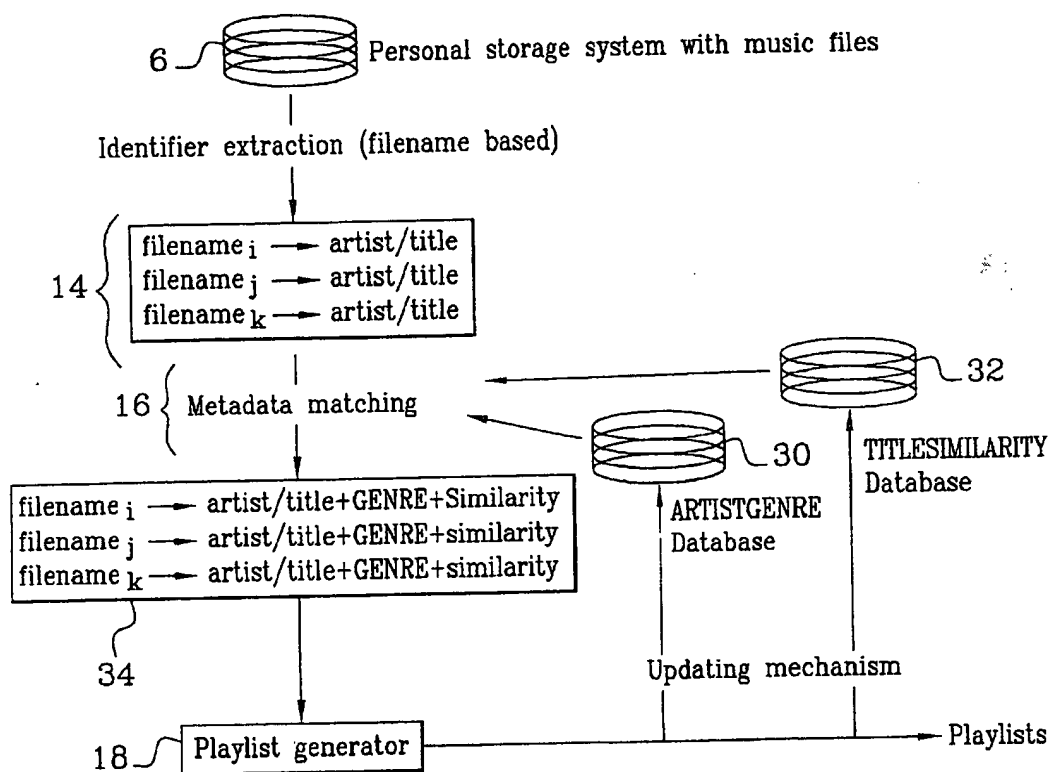 6
Personal storage system with music files
Identifier extraction (filename based)
14
filename i → artist/title
filename j → artist/title
filename k → artist/title
16
Metadata matching
32
30
TITLESIMILARITY
Database
ARTISTGENRE
Database
filename i → artist/title+GENRE+Similarity
filename j → artist/title+GENRE+similarity
filename k → artist/title+GENRE+similarity
34
Updating mechanism
18
Playlist generator
Playlists